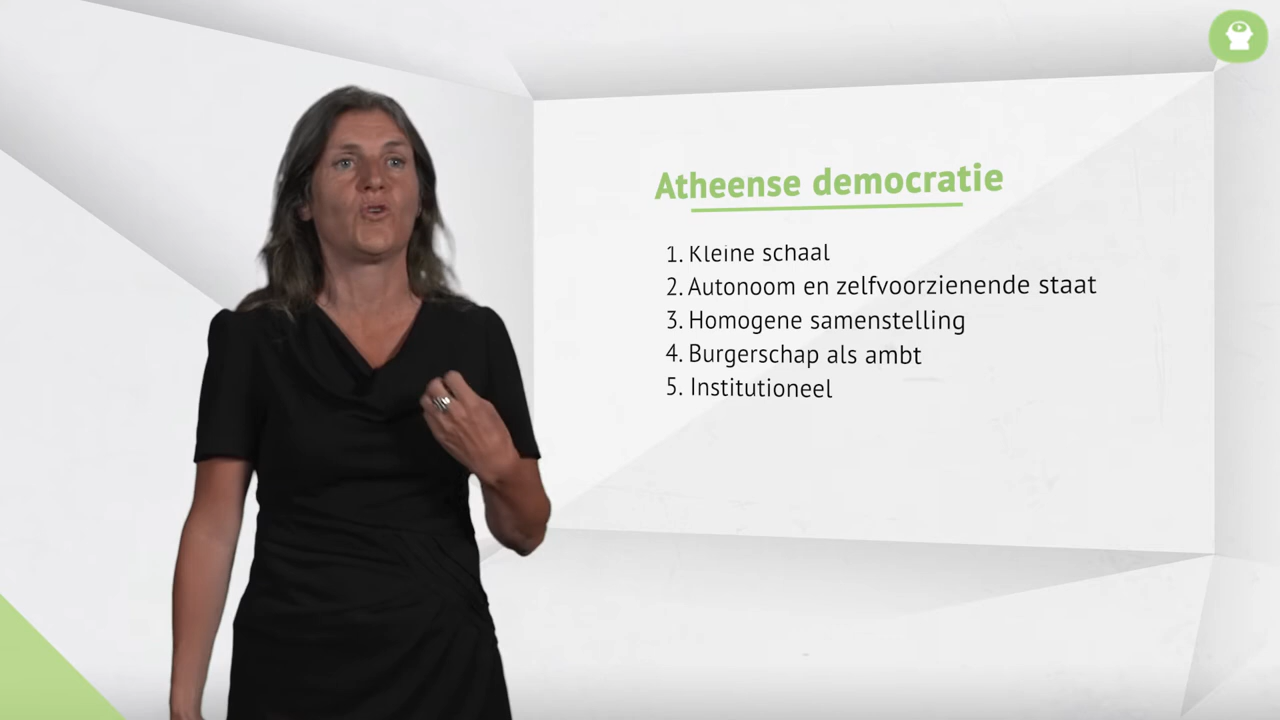 Atheense democratie
1. Kleine schaal
2. Autonoom en zelfvoorzienende staat
3. Homogene samenstelling
4. Burgerschap als ambt
5. Institutioneel